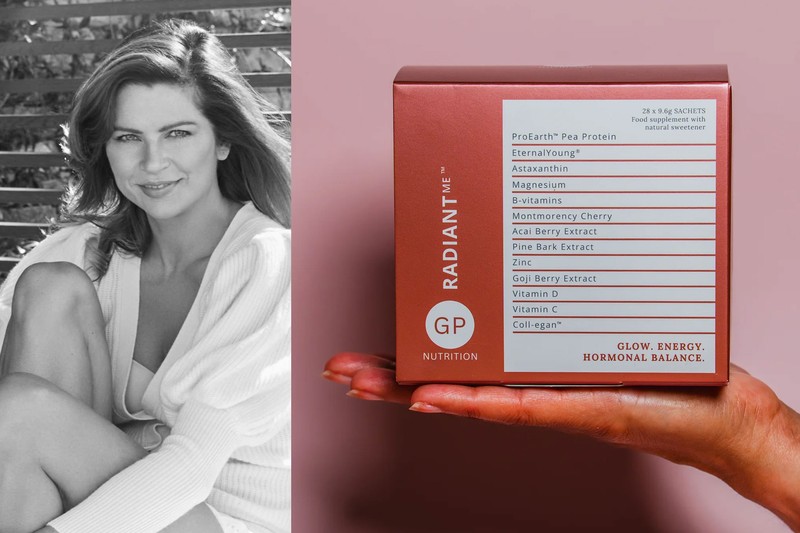 28 x 9.6g SACHETS
Food supplement with
natural sweetener
ProEarth™ Pea Protein
EternalYoung®
Astaxanthin
Magnesium
B-vitamins
Montmorency Cherry
Acai Berry Extract
Pine Bark Extract
Zinc
Goji Berry Extract
Vitamin D
Vitamin C
Coll-egan™
GLOW. ENERGY.
HORMONAL BALANCE.
RADIANT ME™
GP
NUTRITION